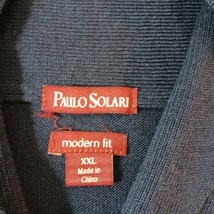 PAULO SOLARI
modern fit
XXL
Made in
China